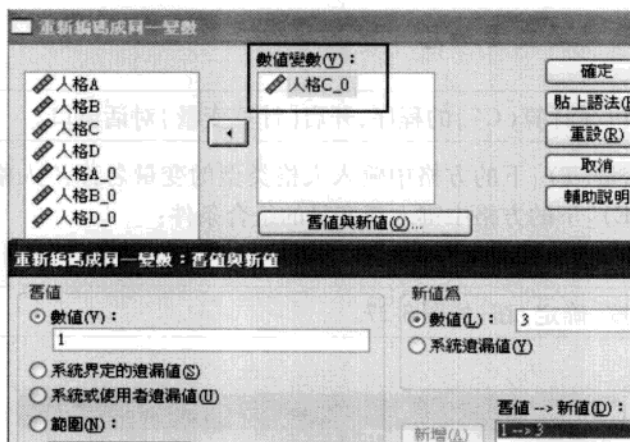 重新編碼成同一變數
數值變數(V)：
人格A
人格B
人格C
人格D
人格A_0
人格B_0
人格D_0
人格C_0
確定
貼上語法(
重設(R)
取消
輔助說明
舊值與新值(O)...
重新編碼成同一變數：舊值與新值
舊值
數值(V)：
1
系統界定的遺漏值(S)
系統或使用者遺漏值(U)
範圍(N)：
新值為
數值(L)： 3
系統遺漏值(Y)
舊值 --> 新值(D)：
新增(A)
1 --> 3